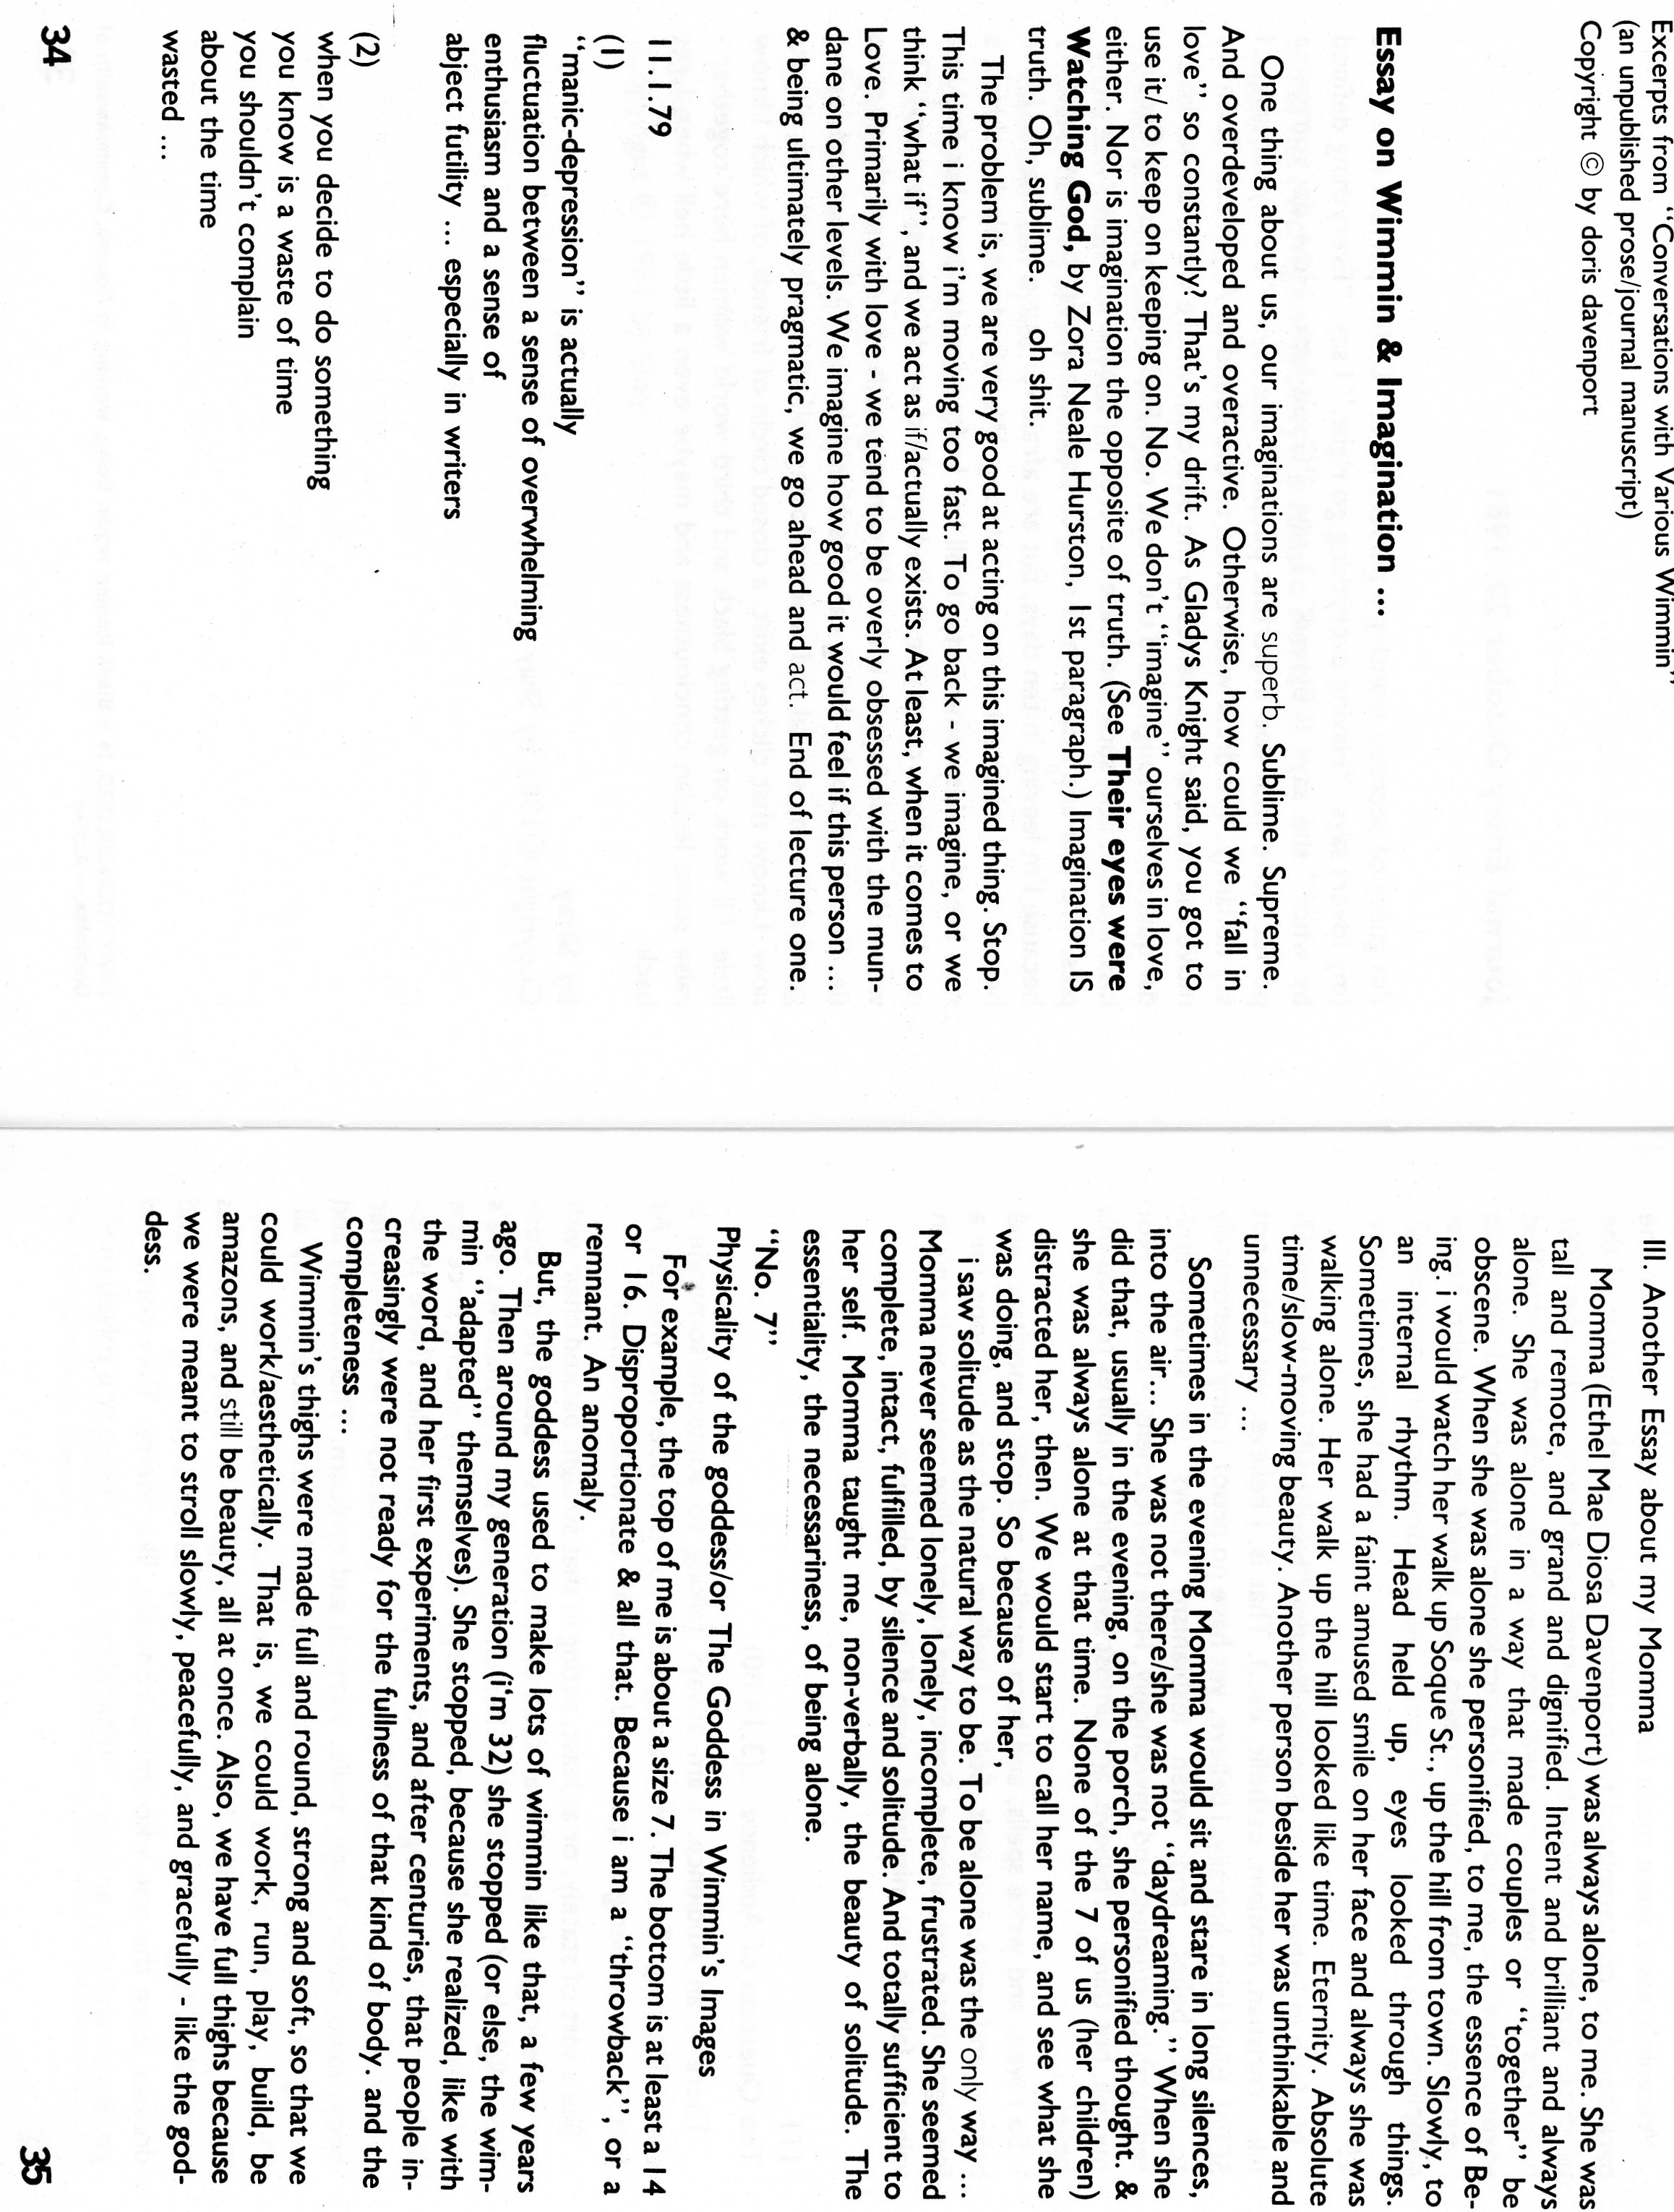 Excerpts from "Conversations with Various Wimmin"
(an unpublished prose/journal manuscript)
Copyright © by doris davenport
Essay on Wimmin & Imagination ...
One thing about us, our imaginations are superb. Sublime. Supreme.
And overdeveloped and overactive. Otherwise, how could we "fall in
love" so constantly? That's my drift. As Gladys Knight said, you got to
use it/ to keep on keeping on. No. We don't "imagine" ourselves in love,
either. Nor is imagination the opposite of truth. (See Their eyes were
Watching God, by Zora Neale Hurston, 1st paragraph.) Imagination IS
truth. Oh, sublime. oh shit.
The problem is, we are very good at acting on this imagined thing. Stop.
This time i know i'm moving too fast. To go back - we imagine, or we
think "what if", and we act as if/actually exists. At least, when it comes to
Love. Primarily with love - we tend to be overly obsessed with the mun-
dane on other levels. We imagine how good it would feel if this person ...
& being ultimately pragmatic, we go ahead and act. End of lecture one.
11.1.79
(1)
"manic-depression" is actually
fluctuation between a sense of overwhelming
enthusiasm and a sense of
abject futility ... especially in writers
(2)
when you decide to do something
you know is a waste of time
you shouldn't complain
about the time
wasted ...
34
III. Another Essay about my Momma
Momma (Ethel Mae Diosa Davenport) was always alone, to me. She was
tall and remote, and grand and dignified. Intent and brilliant and always
alone. She was alone in a way that made couples or "together" be
obscene. When she was alone she personified, to me, the essence of Be-
ing. i would watch her walk up Soque St., up the hill from town. Slowly, to
an internal rhythm. Head held up, eyes looked through things.
Sometimes, she had a faint amused smile on her face and always she was
walking alone. Her walk up the hill looked like time. Eternity. Absolute
time/slow-moving beauty. Another person beside her was unthinkable and
unnecessary ...
Sometimes in the evening Momma would sit and stare in long silences,
into the air... She was not there/she was not "daydreaming." When she
did that, usually in the evening, on the porch, she personified thought. &
she was always alone at that time. None of the 7 of us (her children)
distracted her, then. We would start to call her name, and see what she
was doing, and stop. So because of her,
i saw solitude as the natural way to be. To be alone was the only way ...
Momma never seemed lonely, lonely, incomplete, frustrated. She seemed
complete, intact, fulfilled, by silence and solitude. And totally sufficient to
her self. Momma taught me, non-verbally, the beauty of solitude. The
essentiality, the necessariness, of being alone.
"No. 7"
Physicality of the goddess/or The Goddess in Wimmin's Images
For example, the top of me is about a size 7. The bottom is at least a 14
or 16. Disproportionate & all that. Because i am a "throwback", or a
remnant. An anomaly.
But, the goddess used to make lots of wimmin like that, a few years
ago. Then around my generation (i'm 32) she stopped (or else, the wim-
min "adapted" themselves). She stopped, because she realized, like with
the word, and her first experiments, and after centuries, that people in-
creasingly were not ready for the fullness of that kind of body. and the
completeness ...
Wimmin's thighs were made full and round, strong and soft, so that we
could work/aesthetically. That is, we could work, run, play, build, be
amazons, and still be beauty, all at once. Also, we have full thighs because
we were meant to stroll slowly, peacefully, and gracefully - like the god-
dess.
35